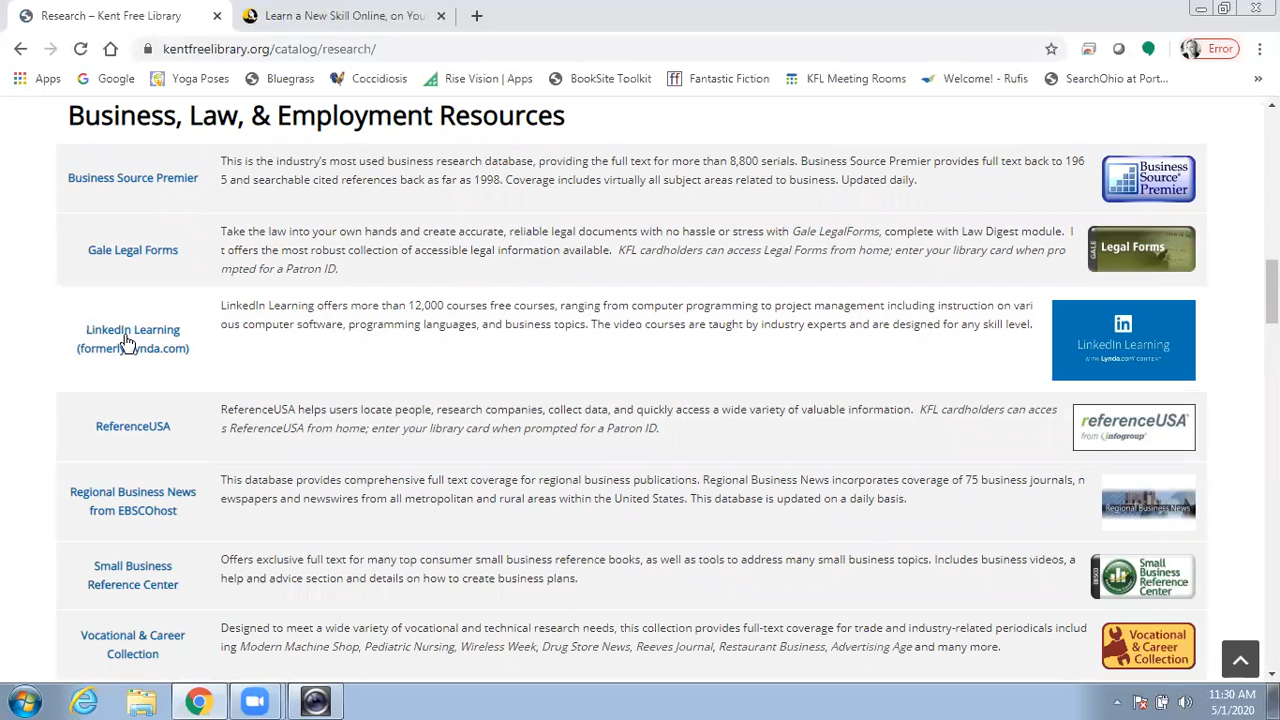 Research – Kent Free Library
Learn a New Skill Online, on You
kentfreelibrary.org/catalog/research/
Error
Apps
Google
Yoga Poses
Bluegrass
Coccidiosis
Rise Vision | Apps
BookSite Toolkit
Fantastic Fiction
KFL Meeting Rooms
Welcome! - Rufis
SearchOhio at Port...
»
Business, Law, & Employment Resources
Business Source Premier
This is the industry's most used business research database, providing the full text for more than 8,800 serials. Business Source Premier provides full text back to 196
5 and searchable cited references back to 1998. Coverage includes virtually all subject areas related to business. Updated daily.
Business
Source®
Premier
Gale Legal Forms
Take the law into your own hands and create accurate, reliable legal documents with no hassle or stress with Gale LegalForms, complete with Law Digest module. I
t offers the most robust collection of accessible legal information available. KFL cardholders can access Legal Forms from home; enter your library card when pro
mpted for a Patron ID.
GALE
Legal Forms
LinkedIn Learning
(formerly Lynda.com)
LinkedIn Learning offers more than 12,000 courses free courses, ranging from computer programming to project management including instruction on vari
ous computer software, programming languages, and business topics. The video courses are taught by industry experts and are designed for any skill level.
in
LinkedIn Learning
WITH Lynda.com CONTENT
ReferenceUSA
ReferenceUSA helps users locate people, research companies, collect data, and quickly access a wide variety of valuable information. KFL cardholders can acces
s ReferenceUSA from home; enter your library card when prompted for a Patron ID.
referenceUSA
from infogroup
Regional Business News
from EBSCOhost
This database provides comprehensive full text coverage for regional business publications. Regional Business News incorporates coverage of 75 business journals, n
ewspapers and newswires from all metropolitan and rural areas within the United States. This database is updated on a daily basis.
Regional Business News
Small Business
Reference Center
Offers exclusive full text for many top consumer small business reference books, as well as tools to address many small business topics. Includes business videos, a
help and advice section and details on how to create business plans.
EBSCO
Small
Business
Reference
Center
Vocational & Career
Collection
Designed to meet a wide variety of vocational and technical research needs, this collection provides full-text coverage for trade and industry-related periodicals includ
ing Modern Machine Shop, Pediatric Nursing, Wireless Week, Drug Store News, Reeves Journal, Restaurant Business, Advertising Age and many more.
Vocational
& Career
Collection
11:30 AM
5/1/2020